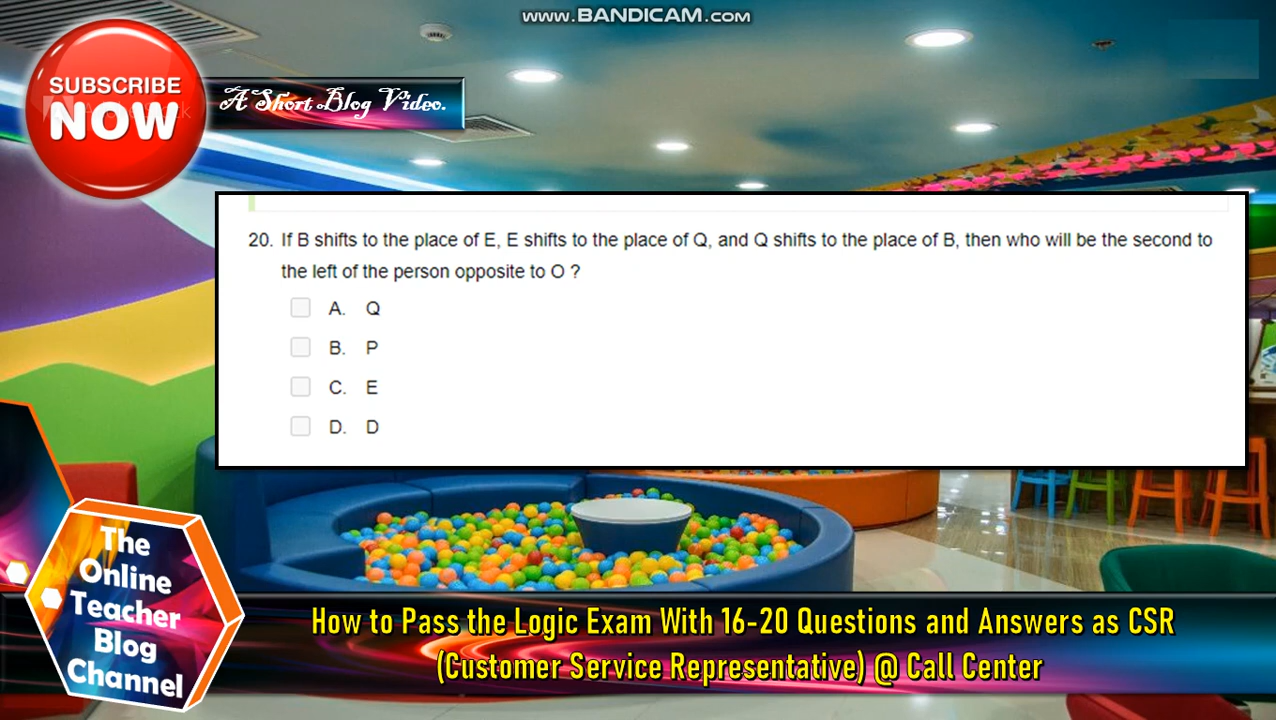 www.BANDICAM.com
SUBSCRIBE
NOW
A Short Blog Video.
20. If B shifts to the place of E, E shifts to the place of Q, and Q shifts to the place of B, then who will be the second to
the left of the person opposite to O ?
A. Q
B. P
C. E
D. D
The
Online
Teacher
Blog
Channel
How to Pass the Logic Exam With 16-20 Questions and Answers as CSR
(Customer Service Representative) @ Call Center